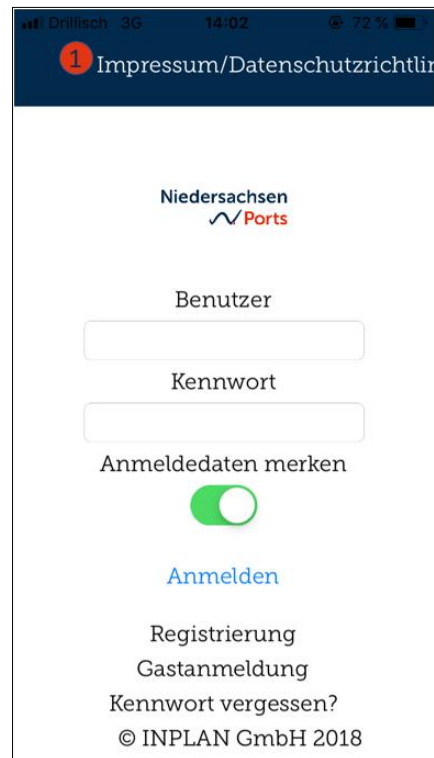 Drillisch 3G 14:02 72 %
1 Impressum/Datenschutzrichtlin
Niedersachsen
Ports
Benutzer
Kennwort
Anmeldedaten merken
Anmelden
Registrierung
Gastanmeldung
Kennwort vergessen?
© INPLAN GmbH 2018